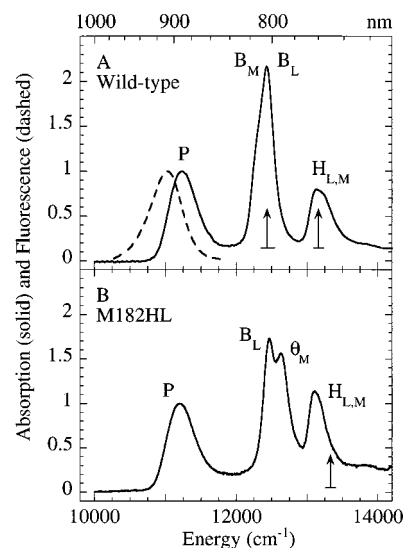 1000 900 800 nm
A
Wild-type
B_M B_L
P
H_L,M
2
1.5
1
0.5
0
B
M182HL
B_L θ_M
P
H_L,M
2
1.5
1
0.5
0
10000 12000 14000
Energy (cm⁻¹)
Absorption (solid) and Fluorescence (dashed)